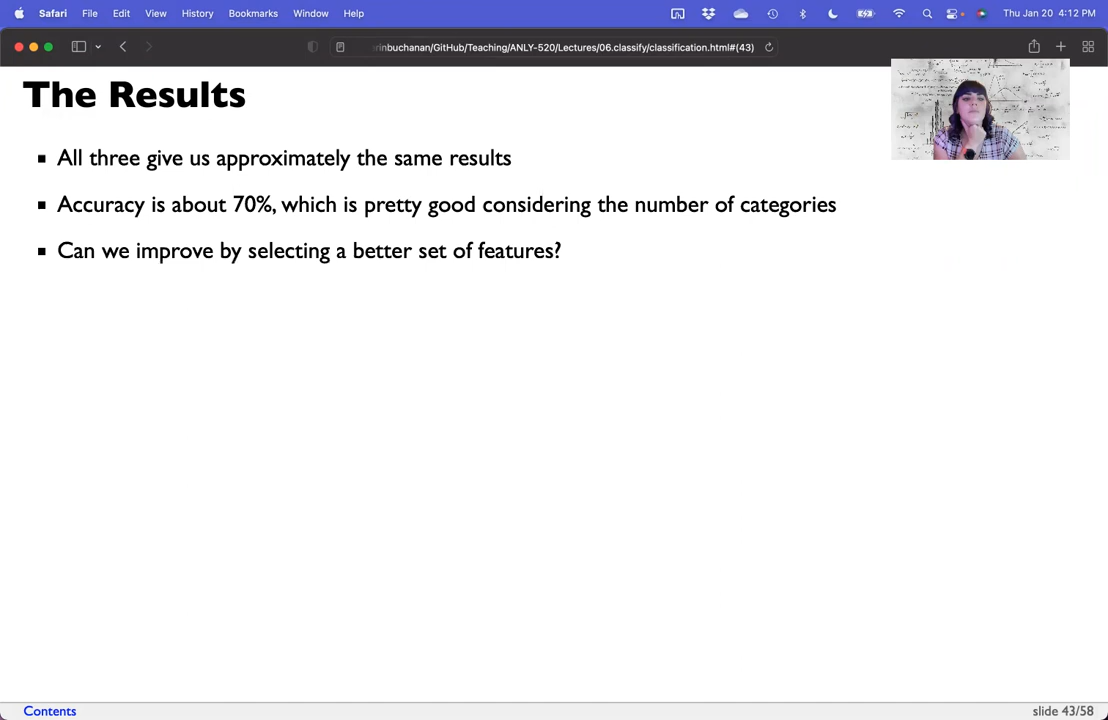 Safari File Edit View History Bookmarks Window Help Thu Jan 20 4:12 PM
rinbuchanan/GitHub/Teaching/ANLY-520/Lectures/06.classify/classification.html#(43)
The Results
All three give us approximately the same results
Accuracy is about 70%, which is pretty good considering the number of categories
Can we improve by selecting a better set of features?
Contents slide 43/58